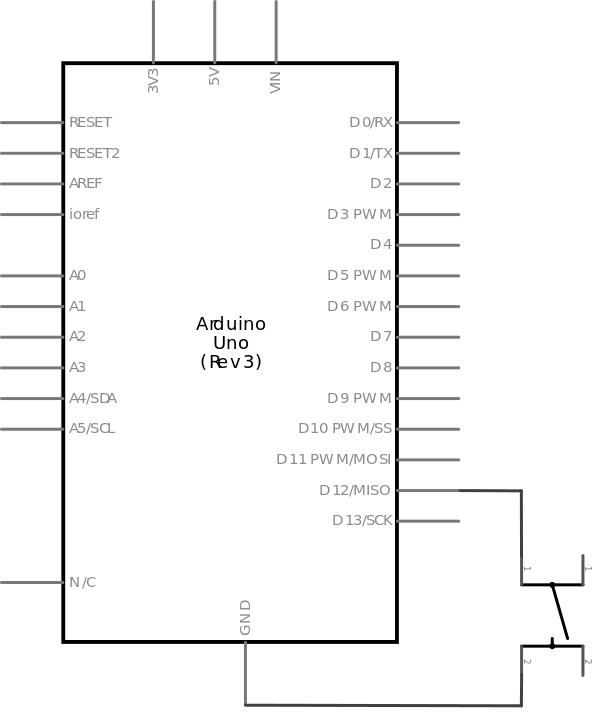 3V3
5V
VIN
RESET
RESET2
AREF
ioref
A0
A1
A2
A3
A4/SDA
A5/SCL
N/C
D0/RX
D1/TX
D2
D3 PWM
D4
D5 PWM
D6 PWM
D7
D8
D9 PWM
D10 PWM/SS
D11 PWM/MOSI
D12/MISO
D13/SCK
Arduino
Uno
(Rev3)
GND
1
1
2
2